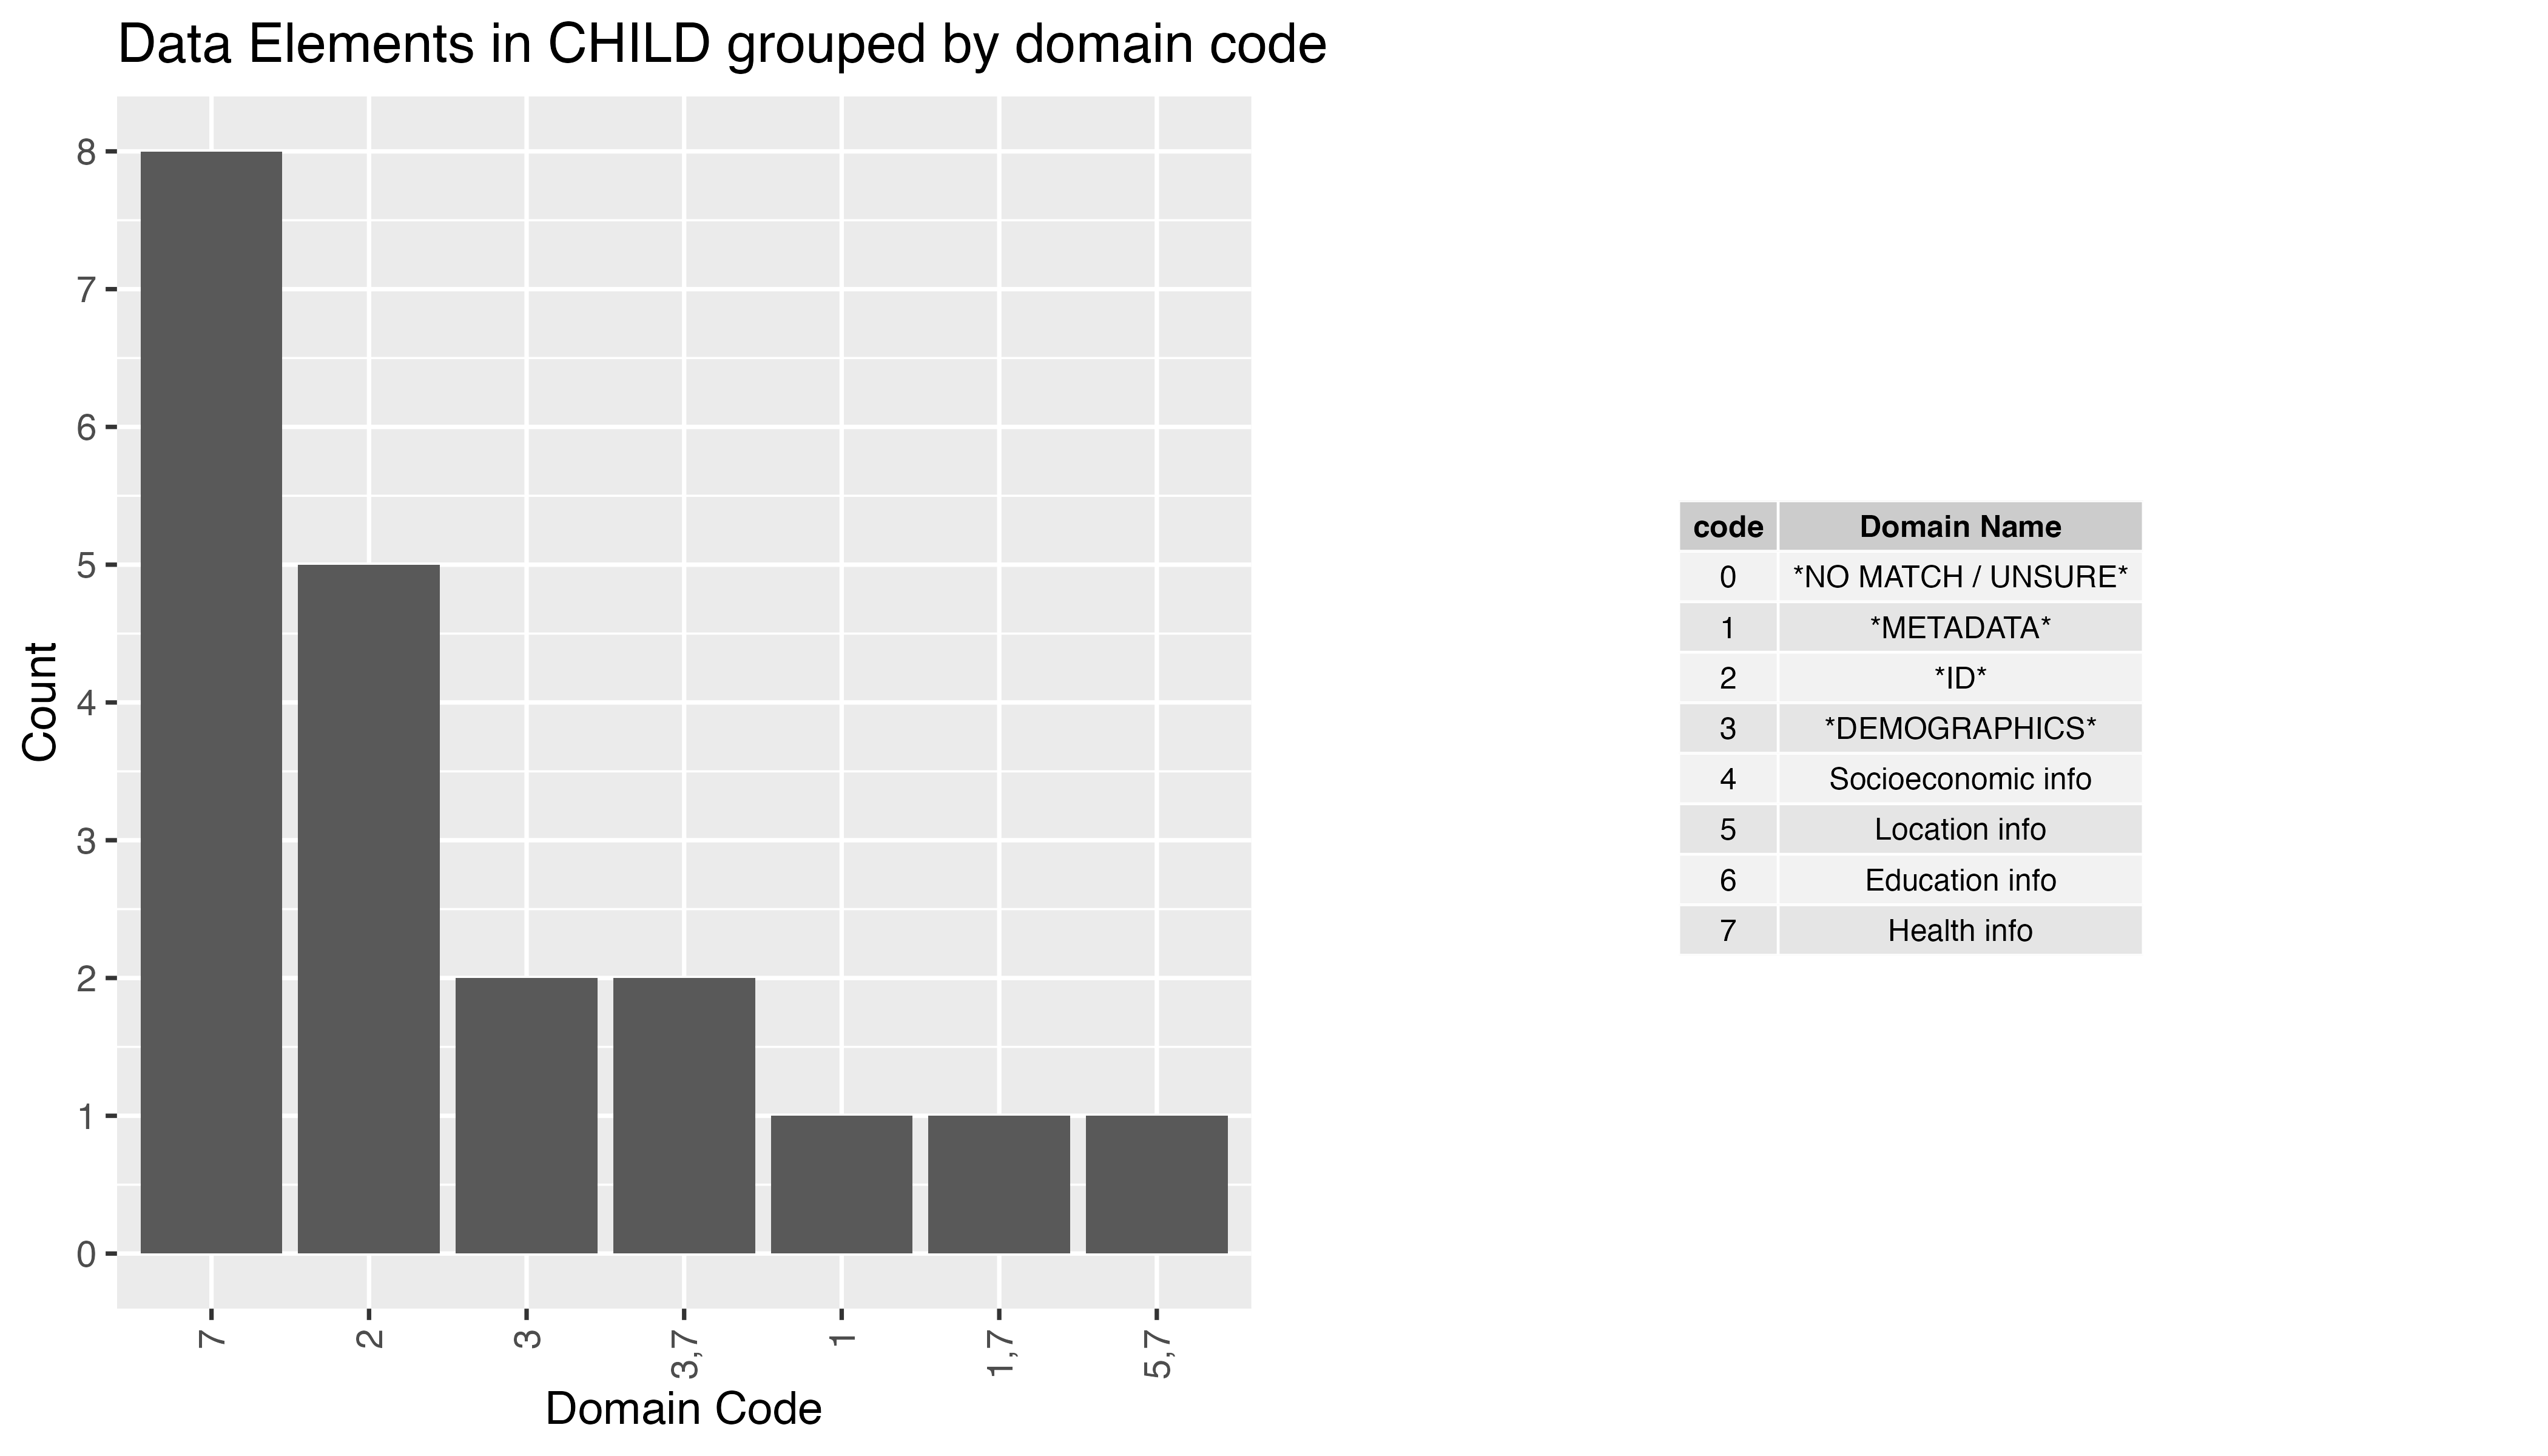 Data Elements in CHILD grouped by domain code
Count
8
7
6
5
4
3
2
1
0
7
2
3
3,7
1
1,7
5,7
Domain Code
code Domain Name
0 *NO MATCH / UNSURE*
1 *METADATA*
2 *ID*
3 *DEMOGRAPHICS*
4 Socioeconomic info
5 Location info
6 Education info
7 Health info